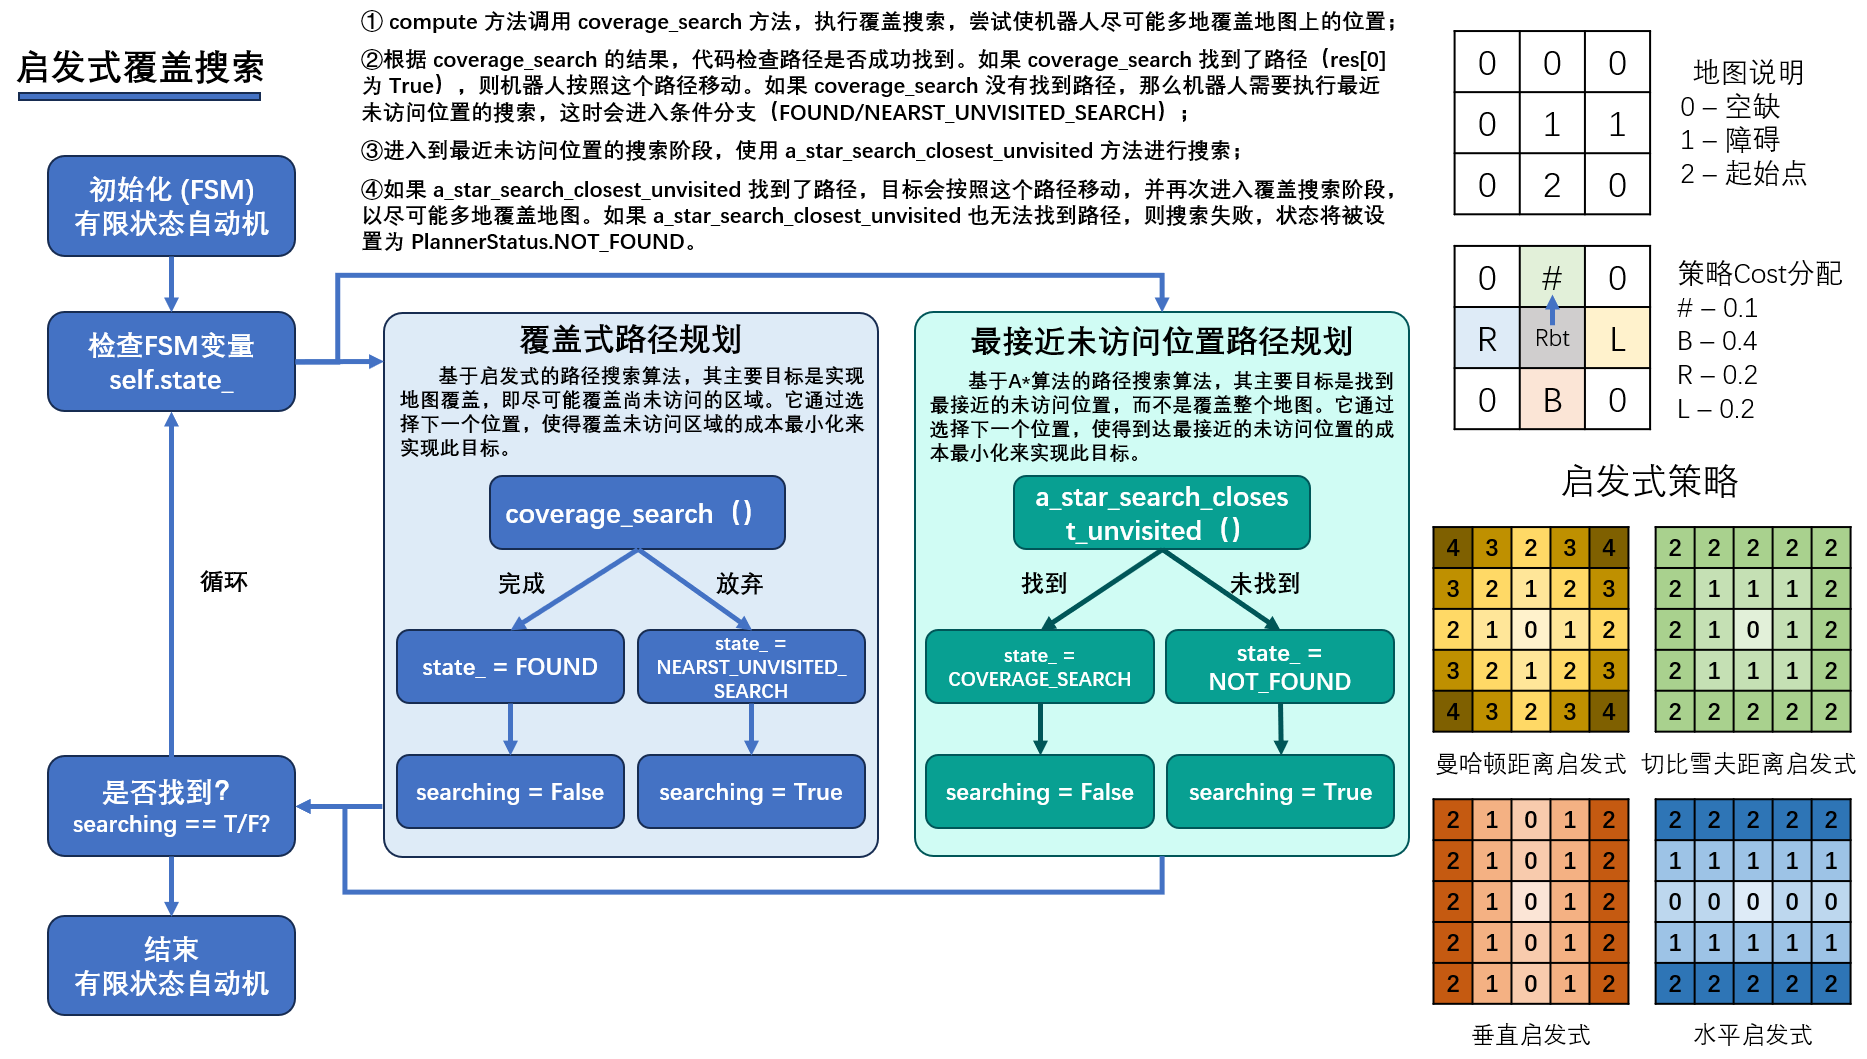 启发式覆盖搜索
① compute 方法调用 coverage_search 方法，执行覆盖搜索，尝试使机器人尽可能多地覆盖地图上的位置；
②根据 coverage_search 的结果，代码检查路径是否成功找到。如果 coverage_search 找到了路径（res[0]
为 True），则机器人按照这个路径移动。如果 coverage_search 没有找到路径，那么机器人需要执行最近
未访问位置的搜索，这时会进入条件分支（FOUND/NEARST_UNVISITED_SEARCH）；
③进入到最近未访问位置的搜索阶段，使用 a_star_search_closest_unvisited 方法进行搜索；
④如果 a_star_search_closest_unvisited 找到了路径，目标会按照这个路径移动，并再次进入覆盖搜索阶段，
以尽可能多地覆盖地图。如果 a_star_search_closest_unvisited 也无法找到路径，则搜索失败，状态将被设
置为 PlannerStatus.NOT_FOUND。
初始化 (FSM)
有限状态自动机
检查FSM变量
self.state_
循环
是否找到？
searching == T/F?
结束
有限状态自动机
覆盖式路径规划
基于启发式的路径搜索算法，其主要目标是实现
地图覆盖，即尽可能覆盖尚未访问的区域。它通过选
择下一个位置，使得覆盖未访问区域的成本最小化来
实现此目标。
coverage_search（）
完成
放弃
state_ = FOUND
state_ =
NEARST_UNVISITED_
SEARCH
searching = False
searching = True
最接近未访问位置路径规划
基于A*算法的路径搜索算法，其主要目标是找到
最接近的未访问位置，而不是覆盖整个地图。它通过
选择下一个位置，使得到达最接近的未访问位置的成
本最小化来实现此目标。
a_star_search_closes
t_unvisited（）
找到
未找到
state_ =
COVERAGE_SEARCH
state_ =
NOT_FOUND
searching = False
searching = True
0 0 0
0 1 1
0 2 0
地图说明
0 – 空缺
1 – 障碍
2 – 起始点
0 # 0
R Rbt L
0 B 0
策略Cost分配
# – 0.1
B – 0.4
R – 0.2
L – 0.2
启发式策略
4 3 2 3 4
3 2 1 2 3
2 1 0 1 2
3 2 1 2 3
4 3 2 3 4
曼哈顿距离启发式
2 2 2 2 2
2 1 1 1 2
2 1 0 1 2
2 1 1 1 2
2 2 2 2 2
切比雪夫距离启发式
2 1 0 1 2
2 1 0 1 2
2 1 0 1 2
2 1 0 1 2
2 1 0 1 2
垂直启发式
2 2 2 2 2
1 1 1 1 1
0 0 0 0 0
1 1 1 1 1
2 2 2 2 2
水平启发式